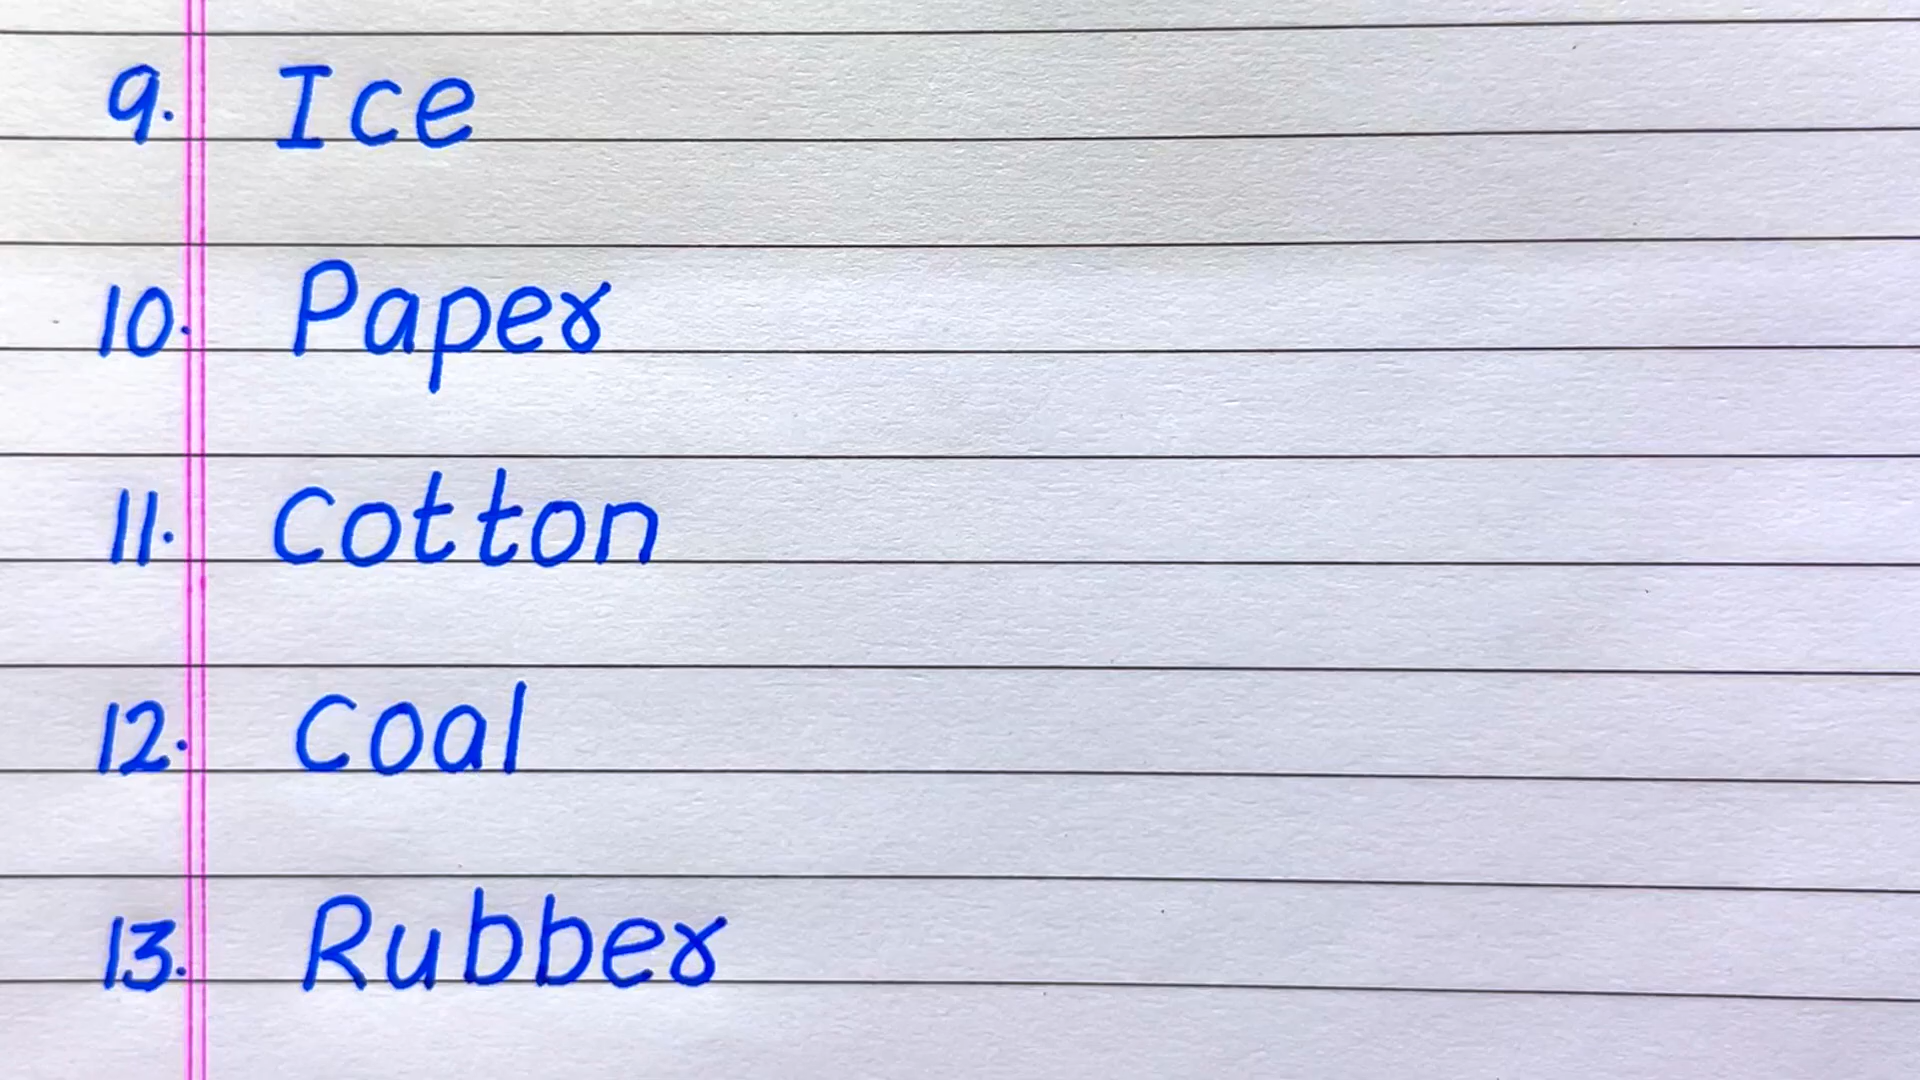 9. Ice
10. Paper
11. Cotton
12. Coal
13. Rubber